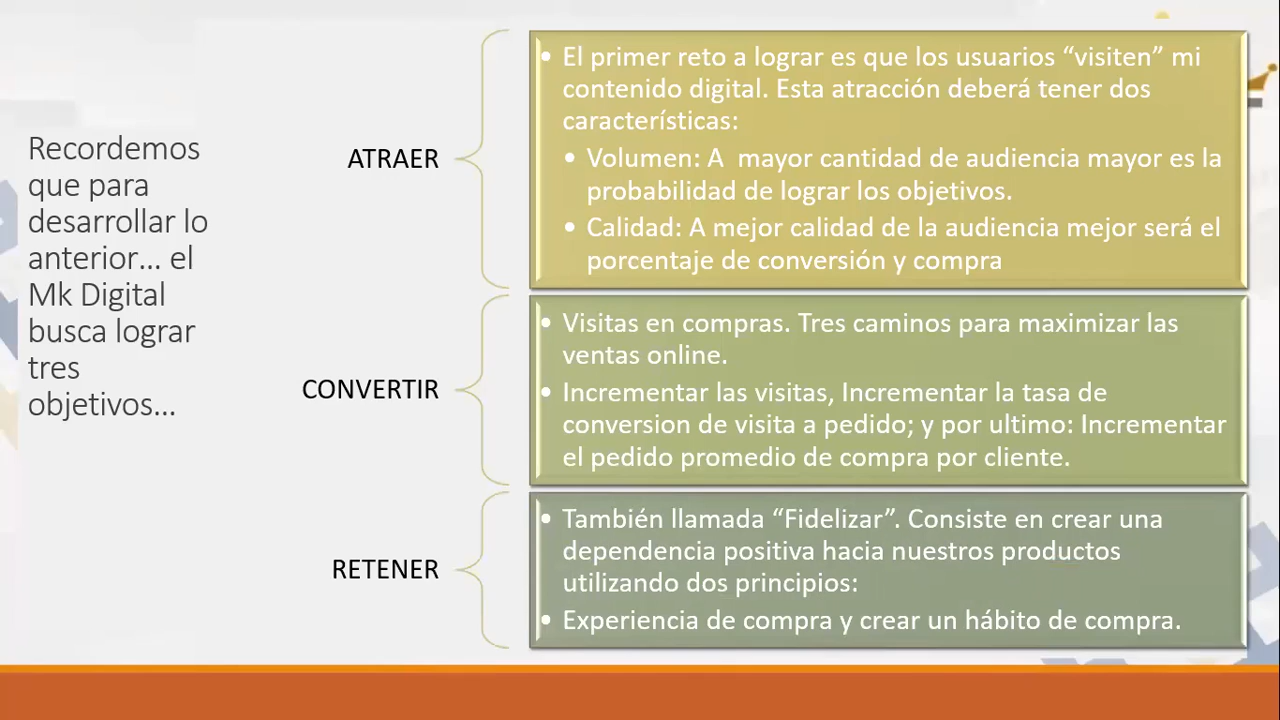 Recordemos
que para
desarrollar lo
anterior... el
Mk Digital
busca lograr
tres
objetivos...
ATRAER
• El primer reto a lograr es que los usuarios “visiten” mi
contenido digital. Esta atracción deberá tener dos
características:
• Volumen: A  mayor cantidad de audiencia mayor es la
probabilidad de lograr los objetivos.
• Calidad: A mejor calidad de la audiencia mejor será el
porcentaje de conversión y compra
CONVERTIR
• Visitas en compras. Tres caminos para maximizar las
ventas online.
• Incrementar las visitas, Incrementar la tasa de
conversion de visita a pedido; y por ultimo: Incrementar
el pedido promedio de compra por cliente.
RETENER
• También llamada “Fidelizar”. Consiste en crear una
dependencia positiva hacia nuestros productos
utilizando dos principios:
• Experiencia de compra y crear un hábito de compra.